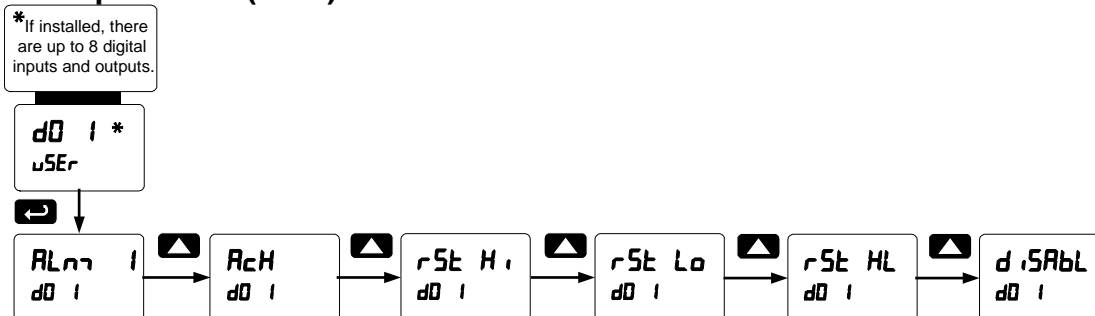 *If installed, there
are up to 8 digital
inputs and outputs.
dO 1 *
uSEr
ALm 1
dO 1
AcH
dO 1
rSt Hi
dO 1
rSt Lo
dO 1
rSt HL
dO 1
diSAbL
dO 1